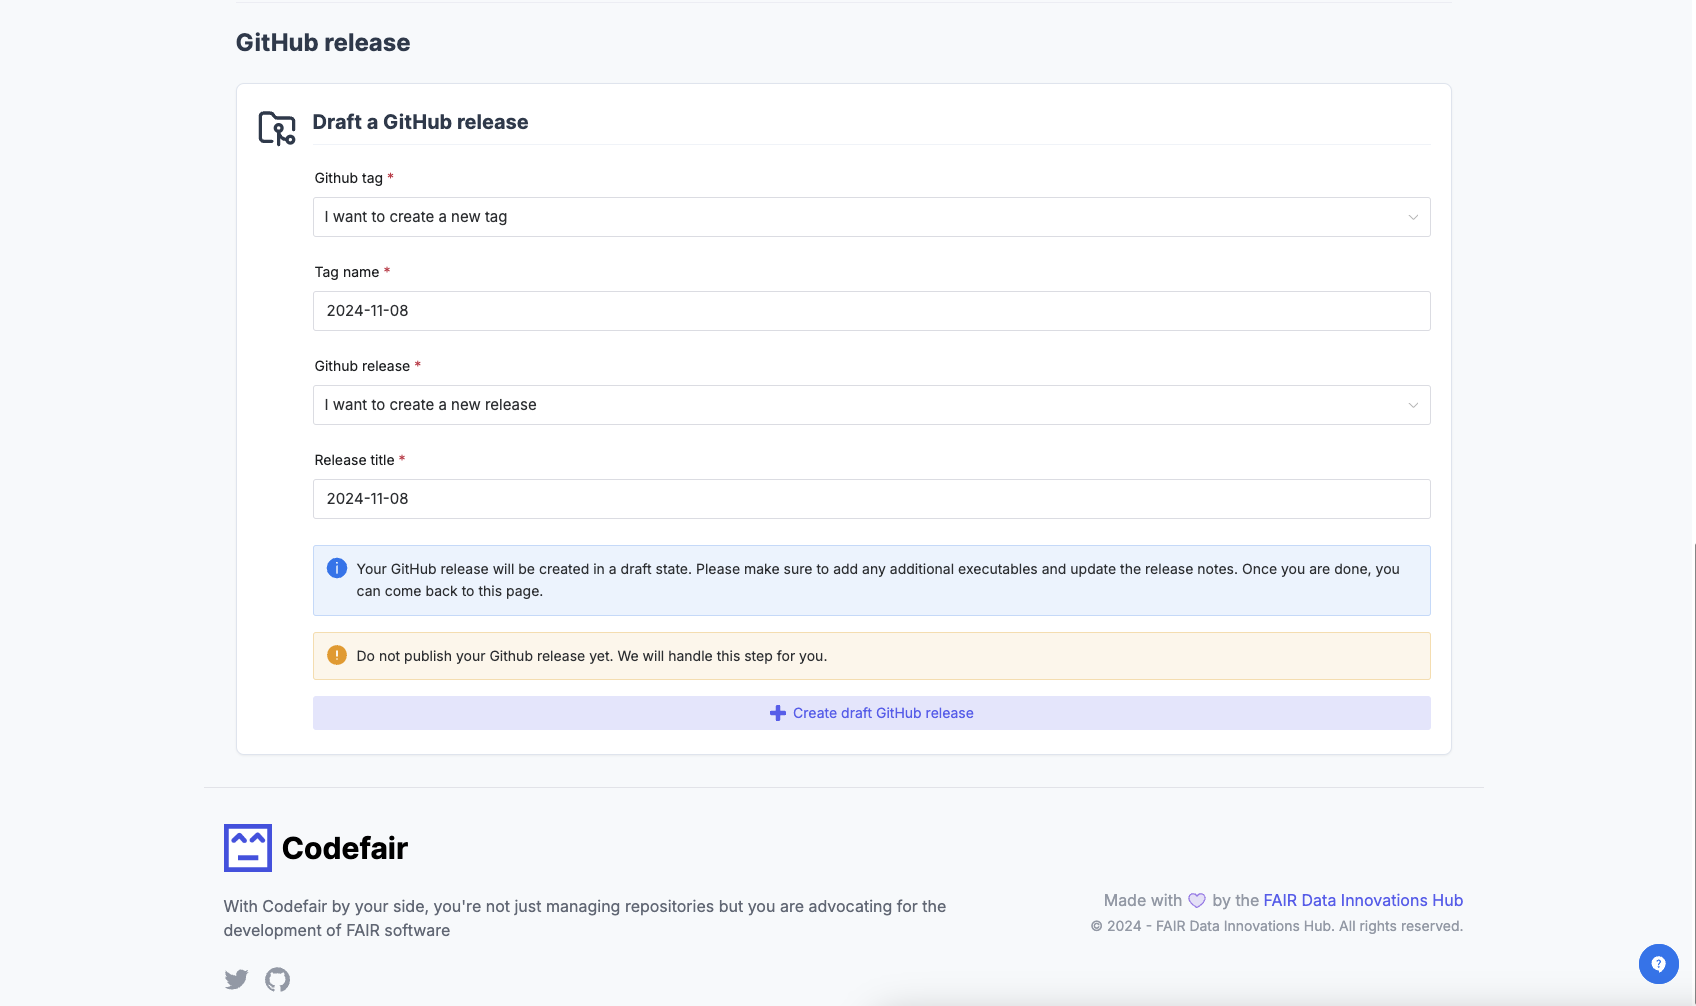 GitHub release
Draft a GitHub release
Github tag *
I want to create a new tag
Tag name *
2024-11-08
Github release *
I want to create a new release
Release title *
2024-11-08
Your GitHub release will be created in a draft state. Please make sure to add any additional executables and update the release notes. Once you are done, you
can come back to this page.
Do not publish your Github release yet. We will handle this step for you.
Create draft GitHub release
Codefair
With Codefair by your side, you're not just managing repositories but you are advocating for the
development of FAIR software
Made with 💜 by the FAIR Data Innovations Hub
© 2024 - FAIR Data Innovations Hub. All rights reserved.